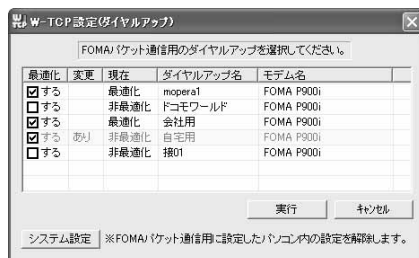 W-TCP設定(ダイヤルアップ)
FOMAパケット通信用のダイヤルアップを選択してください。
最適化 変更 現在 ダイヤルアップ名 モデム名
する 最適化 mopera1 FOMA P900i
する 非最適化 ドコモワールド FOMA P900i
する 最適化 会社用 FOMA P900i
する あり 非最適化 自宅用 FOMA P900i
する 非最適化 接01 FOMA P900i
実行 キャンセル
システム設定 ※FOMAパケット通信用に設定したパソコン内の設定を解除します。